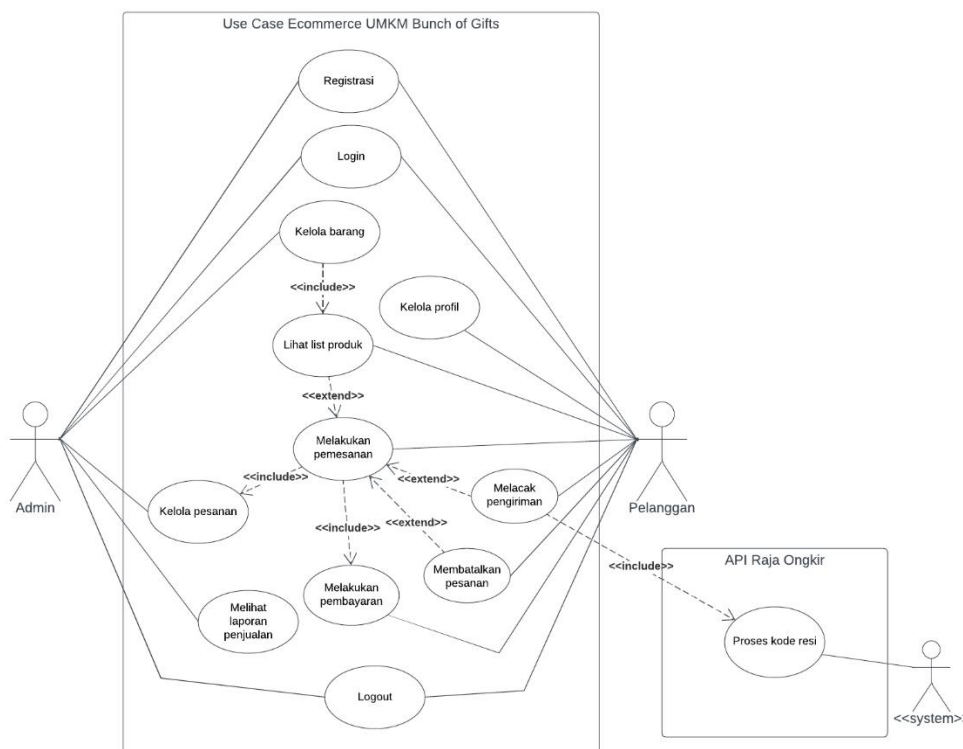 Use Case Ecommerce UMKM Bunch of Gifts
Registrasi
Login
Kelola barang
<<include>>
Kelola profil
Lihat list produk
<<extend>>
Melakukan
pemesanan
<<include>>
<<extend>>
Melacak
pengiriman
Kelola pesanan
<<include>>
<<extend>>
Admin
Pelanggan
Membatalkan
pesanan
<<include>>
API Raja Ongkir
Melakukan
pembayaran
Melihat
laporan
penjualan
Proses kode resi
Logout
<<system>